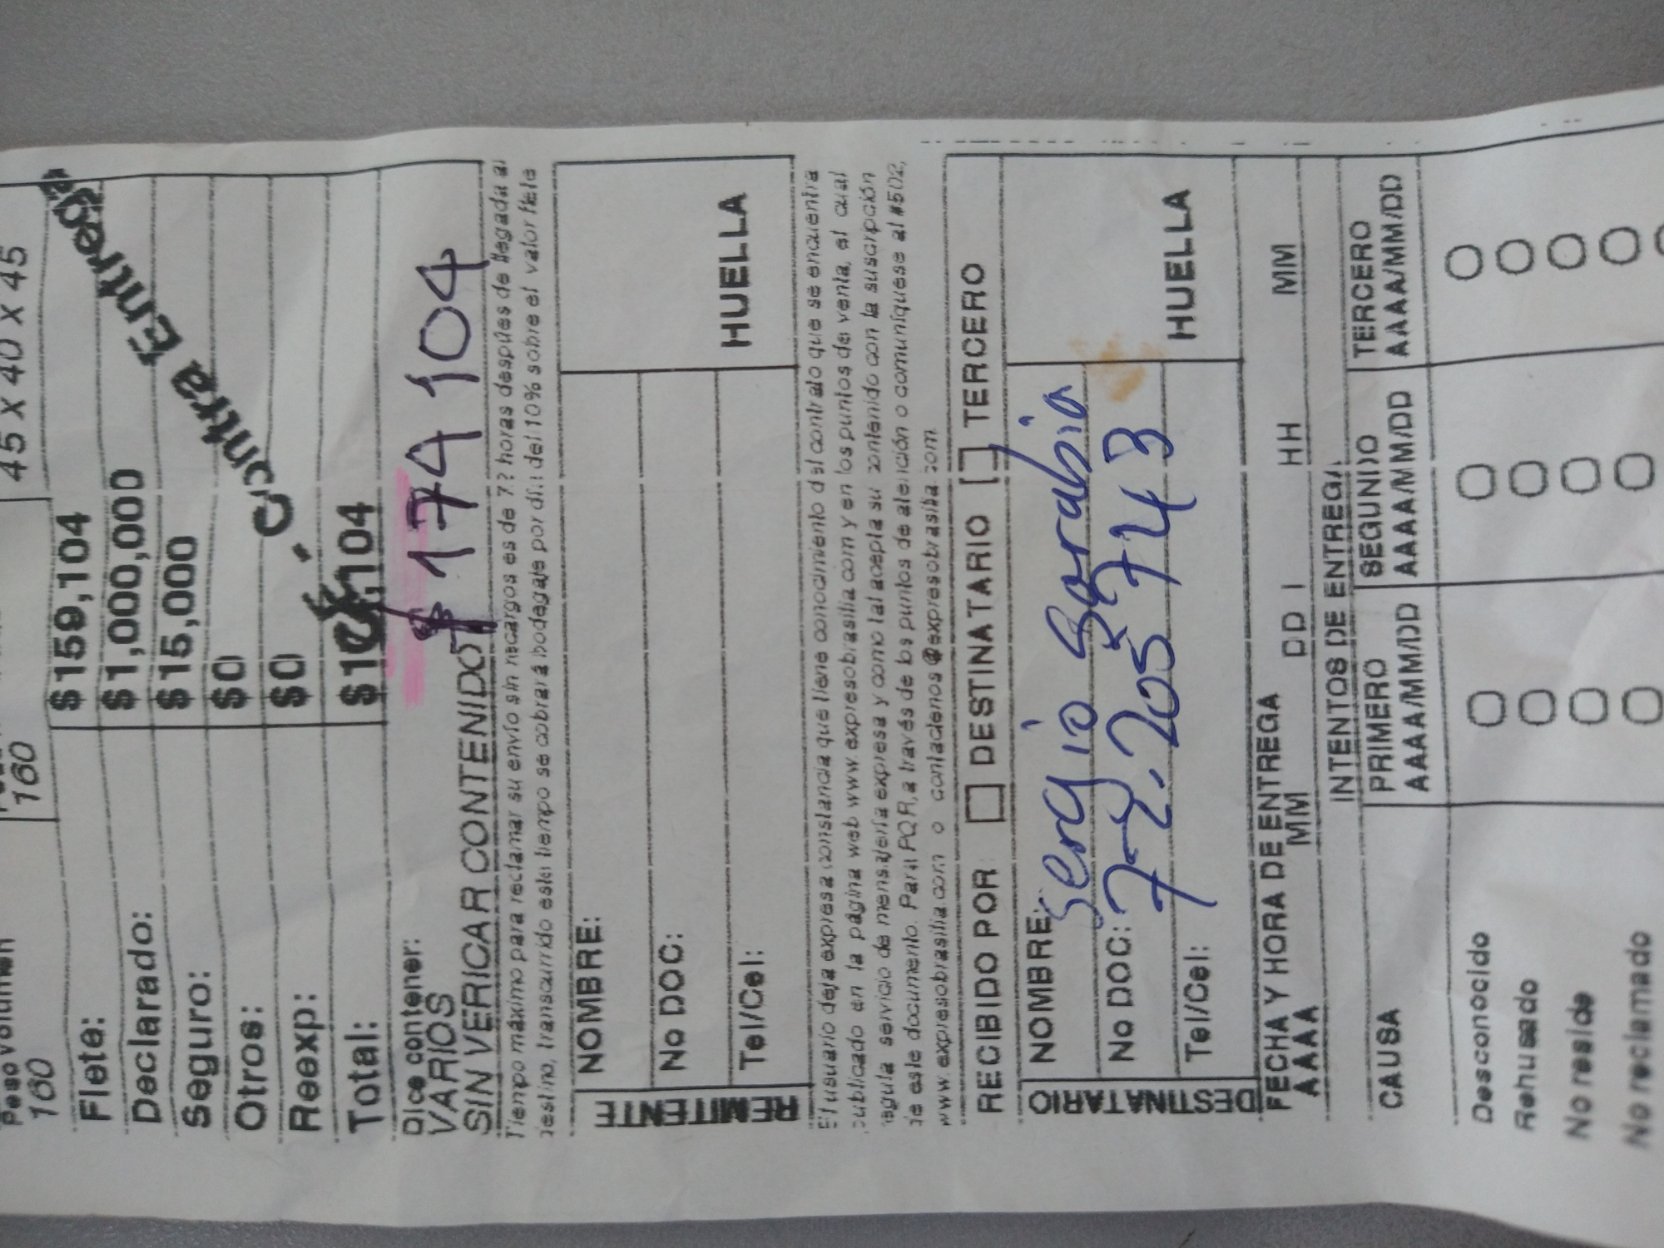 45 x 40 x 45
Peso volumen
160
160
Flete: $159,104
Declarado: $1,000,000
Seguro: $15,000
Otros: $0
Reexp: $0
Total:
Contra Entrega
$ 174 104
Dice contener:
VARIOS
SIN VERICAR CONTENIDO
Tiempo máximo para reclamar su envío sin recargos es de 72 horas despúes de llegada al
destino, transcurrido este tiempo se cobrará bodegaje por día del 10% sobre el valor flete
REMITENTE
NOMBRE:
No DOC:
Tel/Cel:
HUELLA
El usuario deja expresa constancia que tiene conocimiento del contrato que se encuentra
publicado en la página web www.expresobrasilia.com y en los puntos de venta, el cual
regula servicio de mensajería expresa y como tal acepta su contenido con la suscripción
de este documento. Para PQR, a través de los puntos de atención o comuníquese al #502,
www.expresobrasilia.com o contactenos@expresobrasilia.com
RECIBIDO POR DESTINATARIO TERCERO
DESTINATARIO
NOMBRE: Sergio Sarabia
No DOC: 72.205 743
Tel/Cel:
HUELLA
FECHA Y HORA DE ENTREGA
AAAA MM DD HH MM
INTENTOS DE ENTREGA
CAUSA PRIMERO SEGUNDO TERCERO
AAAA/MM/DD AAAA/MM/DD AAAA/MM/DD
Desconocido
Rehusado
No reside
No reclamado